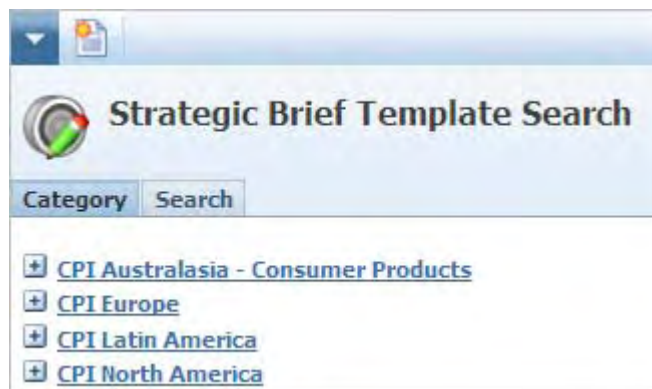 Strategic Brief Template Search
Category Search
CPI Australasia - Consumer Products
CPI Europe
CPI Latin America
CPI North America